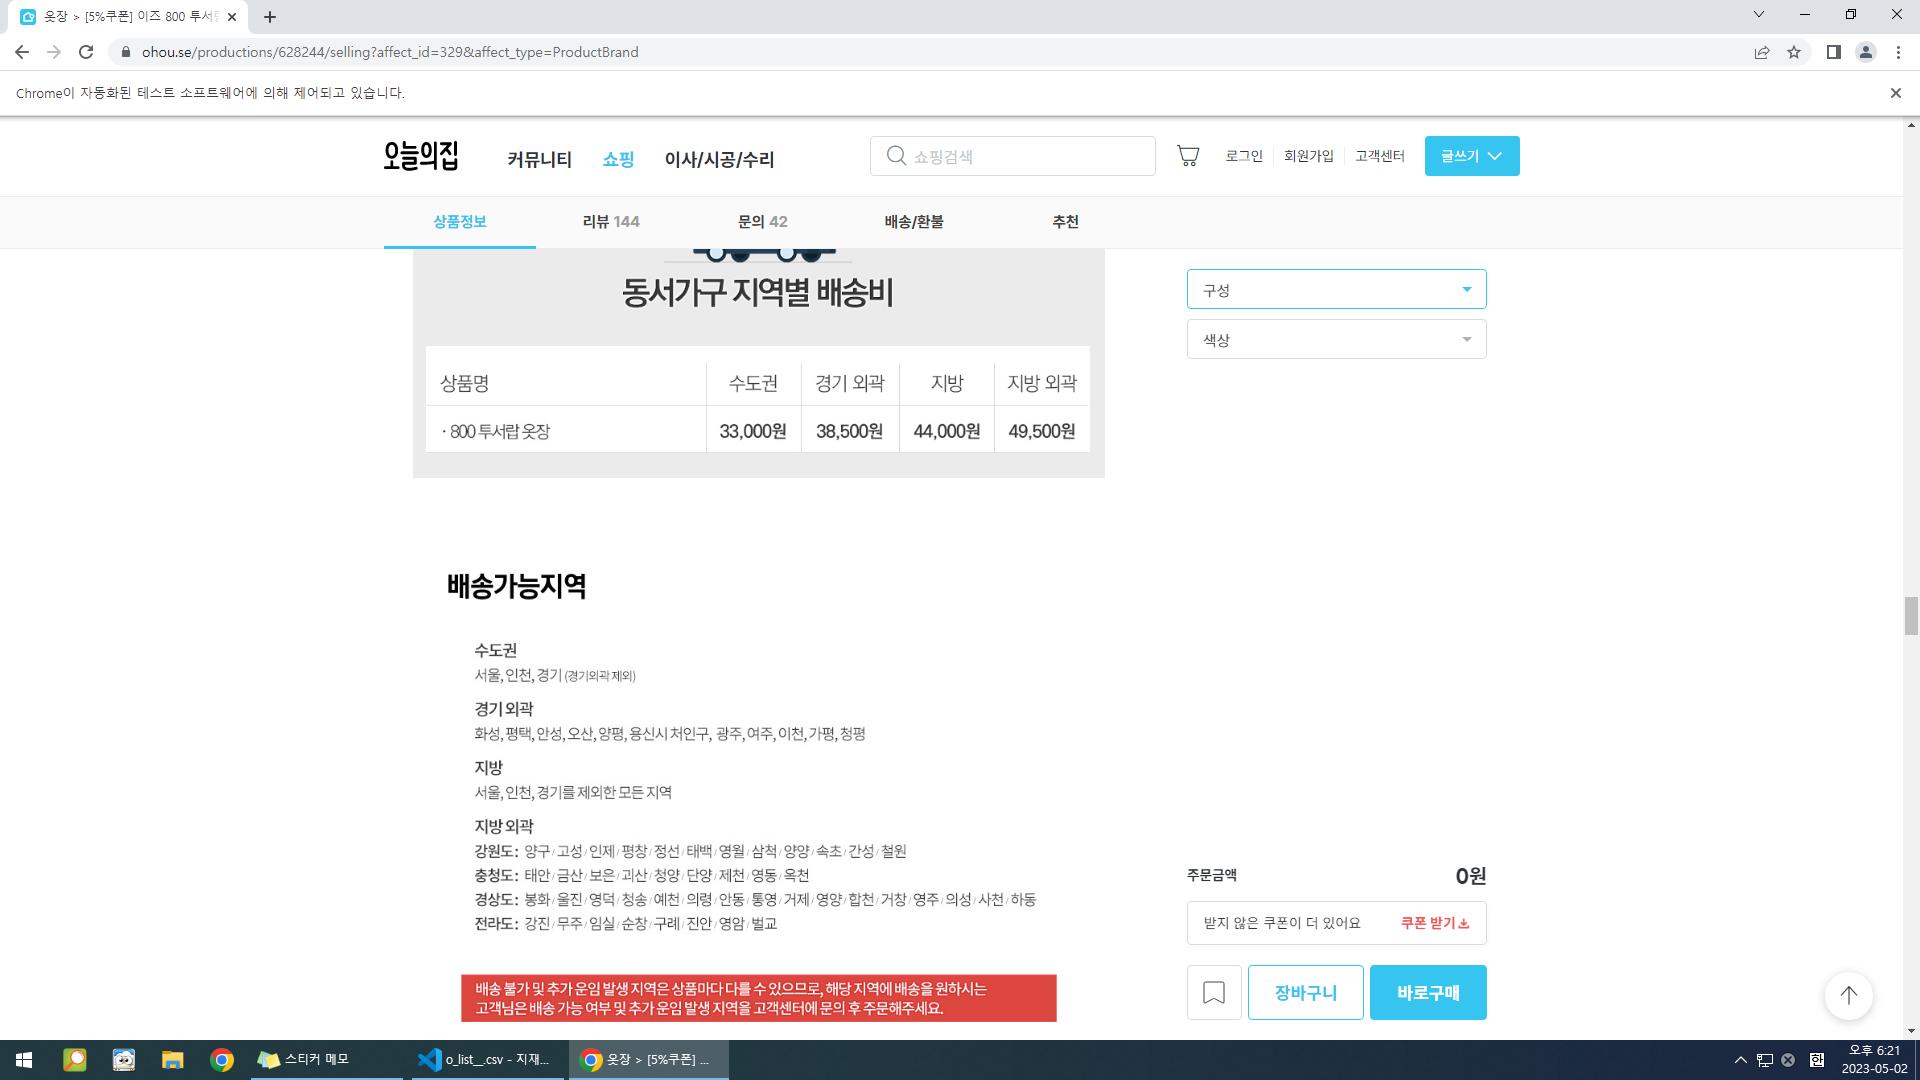 옷장 > [5%쿠폰] 이즈 800 투서랍
ohou.se/productions/628244/selling?affect_id=329&affect_type=ProductBrand
Chrome이 자동화된 테스트 소프트웨어에 의해 제어되고 있습니다.
오늘의집
커뮤니티
쇼핑
이사/시공/수리
쇼핑검색
로그인
회원가입
고객센터
글쓰기
상품정보
리뷰 144
문의 42
배송/환불
추천
동서가구 지역별 배송비
상품명 수도권 경기 외곽 지방 지방 외곽
· 800 투서랍 옷장 33,000원 38,500원 44,000원 49,500원
구성
색상
배송가능지역
수도권
서울, 인천, 경기 (경기외곽 제외)
경기 외곽
화성, 평택, 안성, 오산, 양평, 용신시 처인구, 광주, 여주, 이천, 가평, 청평
지방
서울, 인천, 경기를 제외한 모든 지역
지방 외곽
강원도: 양구 / 고성 / 인제 / 평창 / 정선 / 태백 / 영월 / 삼척 / 양양 / 속초 / 간성 / 철원
충청도: 태안 / 금산 / 보은 / 괴산 / 청양 / 단양 / 제천 / 영동 / 옥천
경상도: 봉화 / 울진 / 영덕 / 청송 / 예천 / 의령 / 안동 / 통영 / 거제 / 영양 / 합천 / 거창 / 영주 / 의성 / 사천 / 하동
전라도: 강진 / 무주 / 임실 / 순창 / 구례 / 진안 / 영암 / 벌교
배송 불가 및 추가 운임 발생 지역은 상품마다 다를 수 있으므로, 해당 지역에 배송을 원하시는
고객님은 배송 가능 여부 및 추가 운임 발생 지역을 고객센터에 문의 후 주문해주세요.
주문금액 0원
받지 않은 쿠폰이 더 있어요 쿠폰 받기
장바구니
바로구매
스티커 메모
o_list__.csv - 지재...
옷장 > [5%쿠폰] ...
한
오후 6:21
2023-05-02